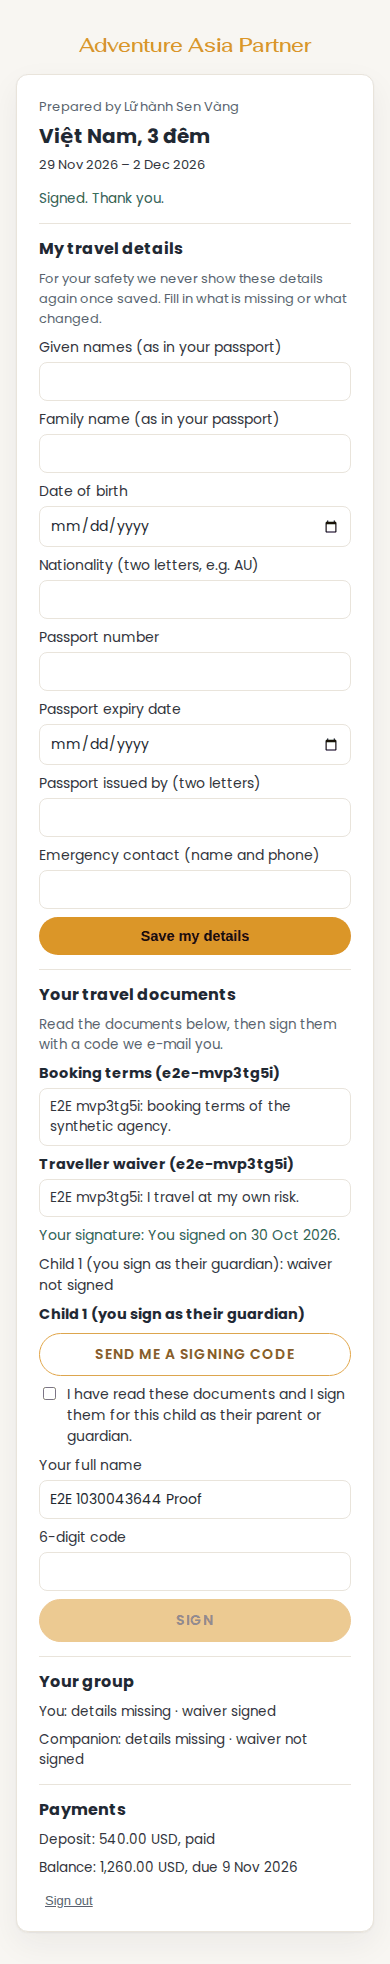 Adventure Asia Partner
Prepared by Lữ hành Sen Vàng
Việt Nam, 3 đêm
29 Nov 2026 – 2 Dec 2026
Signed. Thank you.
My travel details
For your safety we never show these details
again once saved. Fill in what is missing or what
changed.
Given names (as in your passport)
Family name (as in your passport)
Date of birth
mm/dd/yyyy
Nationality (two letters, e.g. AU)
Passport number
Passport expiry date
mm/dd/yyyy
Passport issued by (two letters)
Emergency contact (name and phone)
Save my details
Your travel documents
Read the documents below, then sign them
with a code we e-mail you.
Booking terms (e2e-mvp3tg5i)
E2E mvp3tg5i: booking terms of the
synthetic agency.
Traveller waiver (e2e-mvp3tg5i)
E2E mvp3tg5i: I travel at my own risk.
Your signature: You signed on 30 Oct 2026.
Child 1 (you sign as their guardian): waiver
not signed
Child 1 (you sign as their guardian)
SEND ME A SIGNING CODE
I have read these documents and I sign
them for this child as their parent or
guardian.
Your full name
E2E 1030043644 Proof
6-digit code
SIGN
Your group
You: details missing · waiver signed
Companion: details missing · waiver not
signed
Payments
Deposit: 540.00 USD, paid
Balance: 1,260.00 USD, due 9 Nov 2026
Sign out